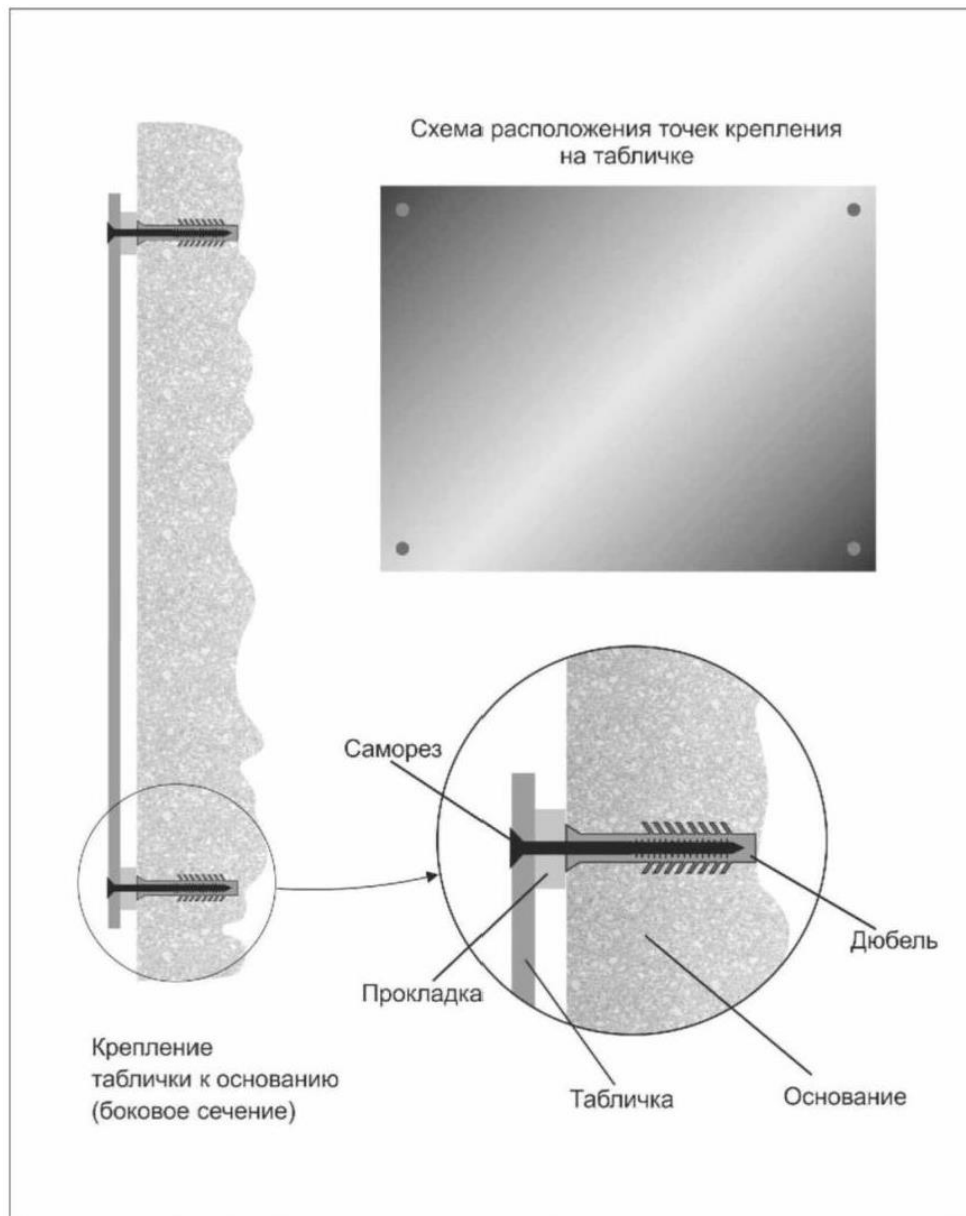 Схема расположения точек крепления
на табличке
Саморез
Дюбель
Прокладка
Табличка
Основание
Крепление
таблички к основанию
(боковое сечение)